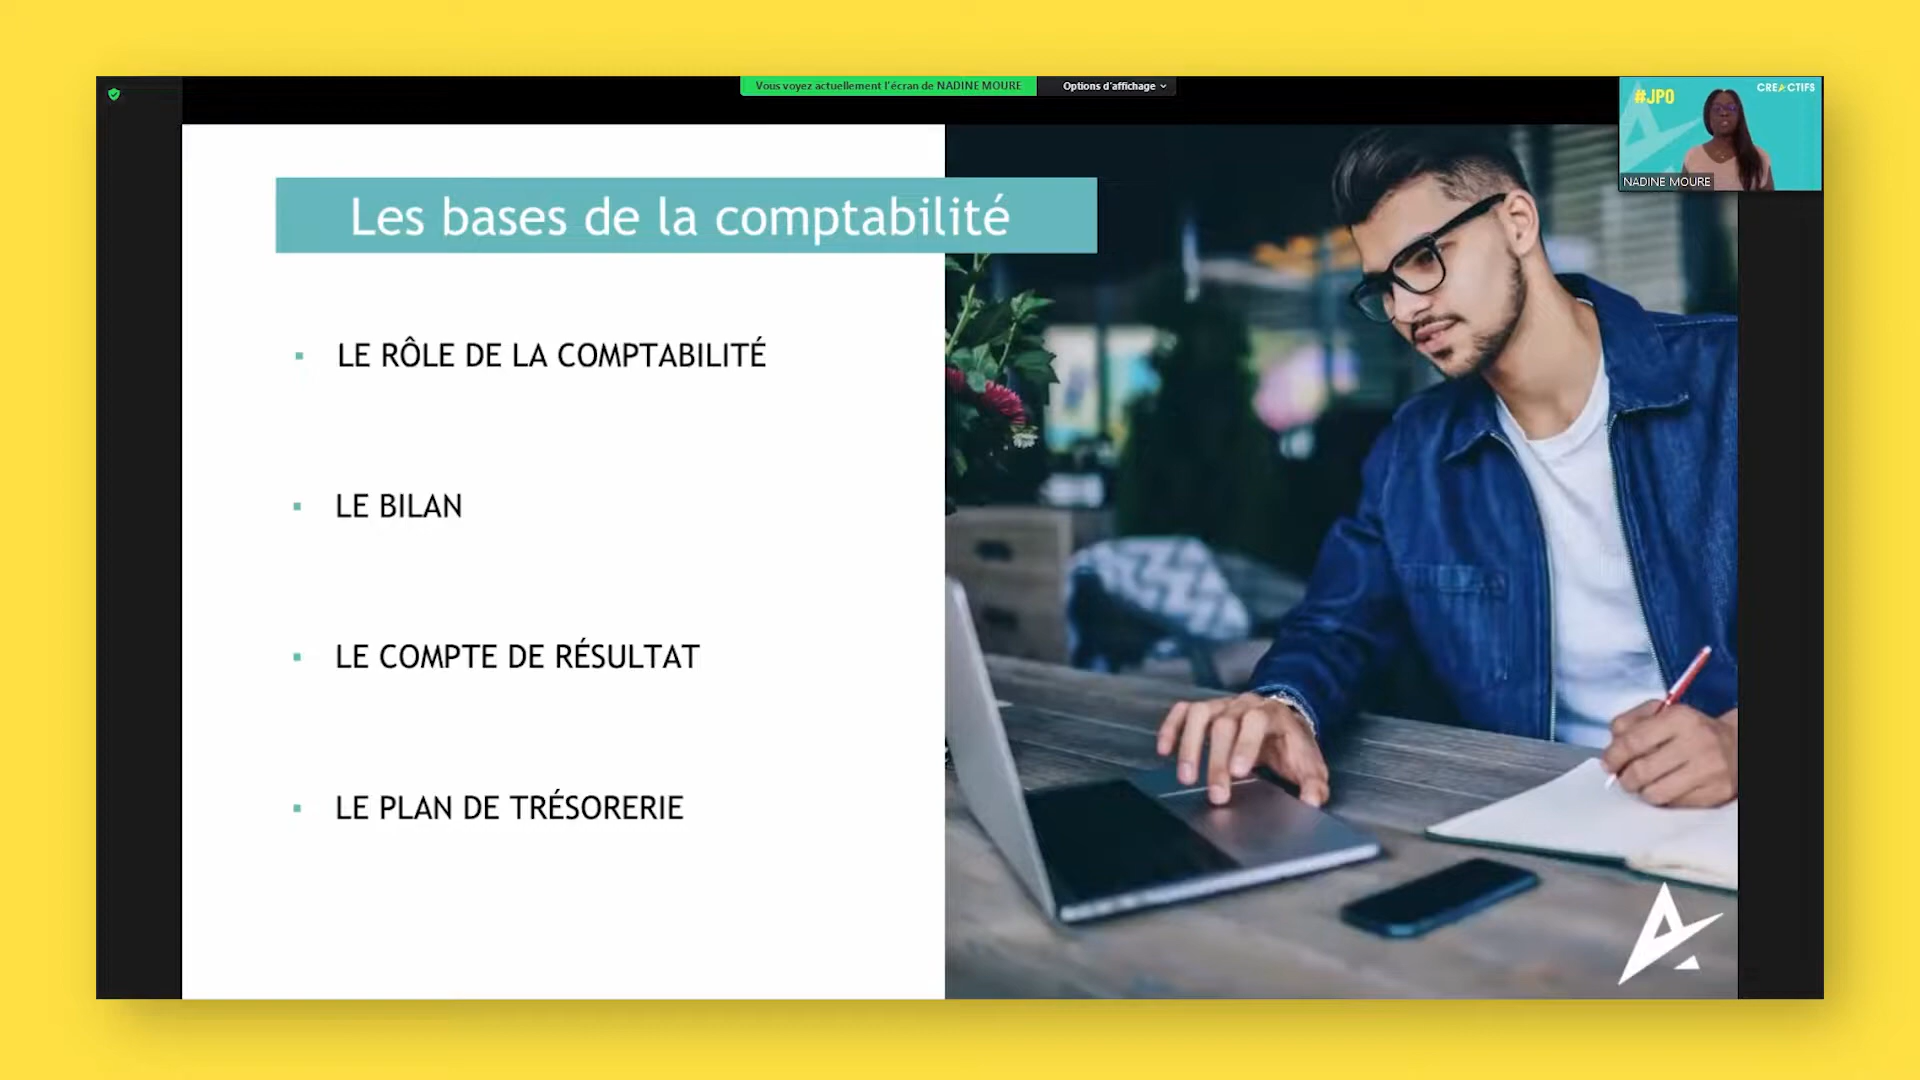 Vous voyez actuellement l'écran de NADINE MOURE
Options d'affichage
#JPO
CREACTIFS
NADINE MOURE
Les bases de la comptabilité
LE RÔLE DE LA COMPTABILITÉ
LE BILAN
LE COMPTE DE RÉSULTAT
LE PLAN DE TRÉSORERIE